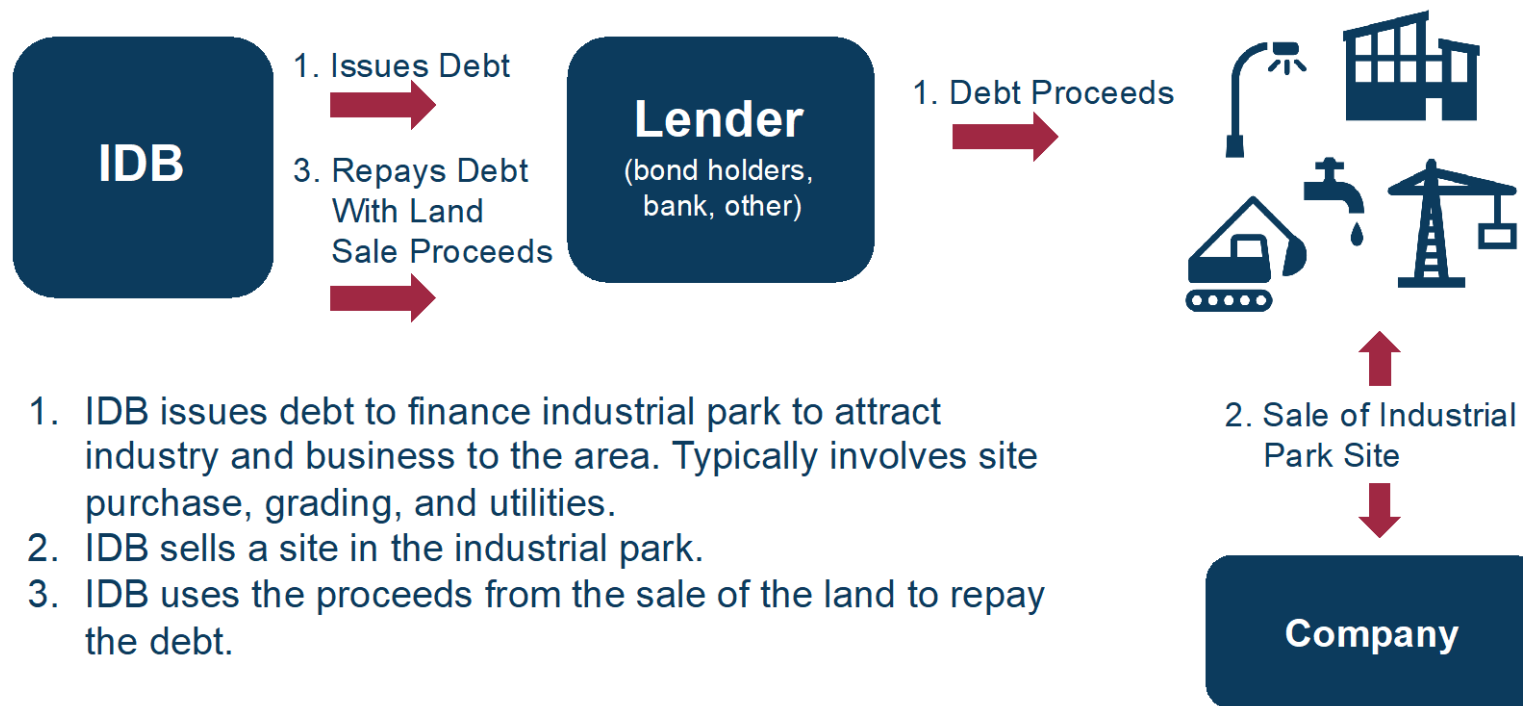 IDB
1. Issues Debt
3. Repays Debt
With Land
Sale Proceeds
Lender
(bond holders,
bank, other)
1. Debt Proceeds
2. Sale of Industrial
Park Site
Company
1. IDB issues debt to finance industrial park to attract
industry and business to the area. Typically involves site
purchase, grading, and utilities.
2. IDB sells a site in the industrial park.
3. IDB uses the proceeds from the sale of the land to repay
the debt.